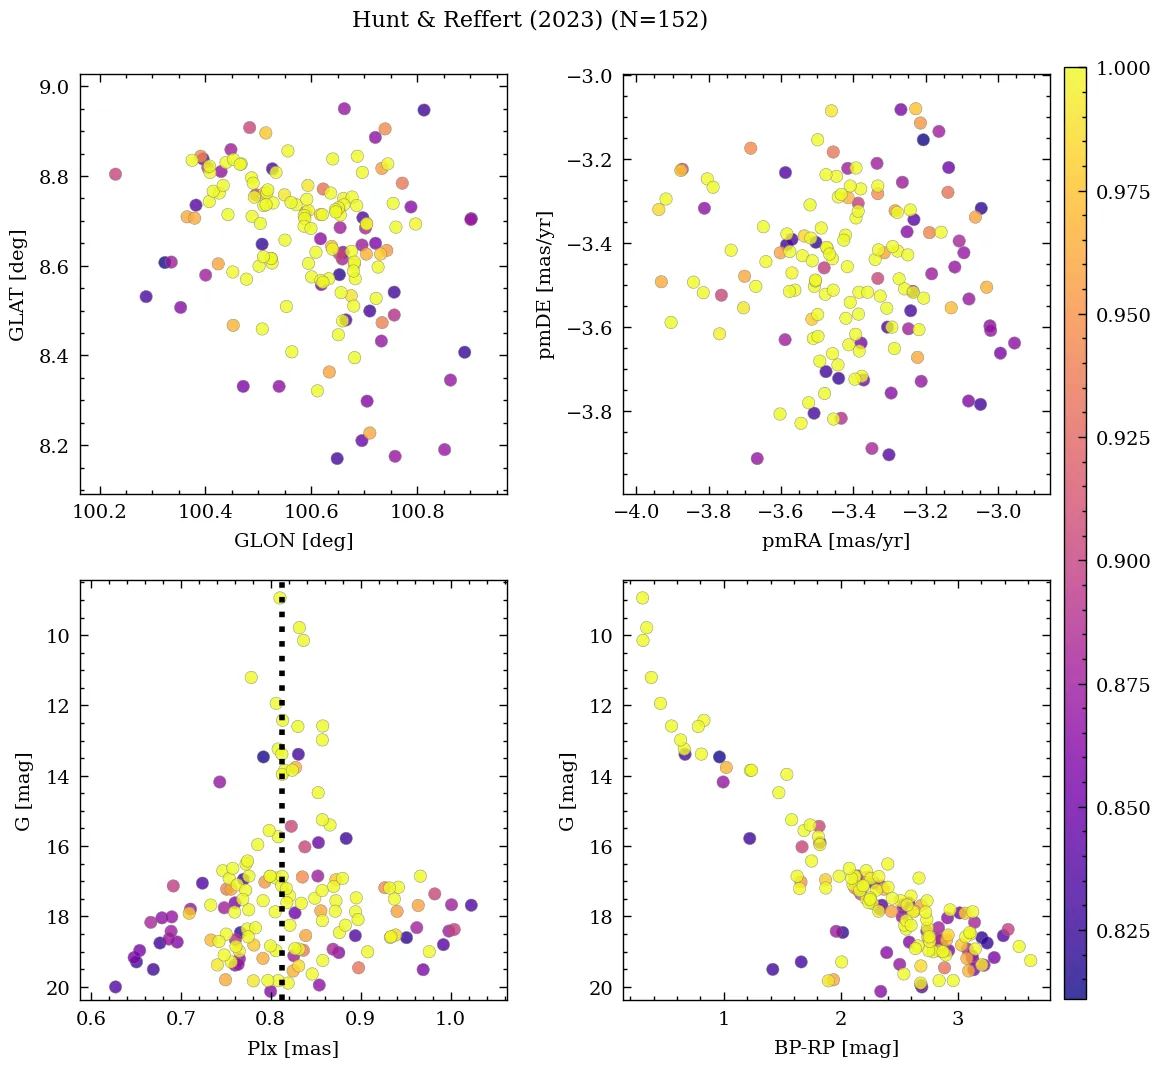 Hunt & Reffert (2023) (N=152)
9.0
8.8
8.6
8.4
8.2
GLAT [deg]
100.2 100.4 100.6 100.8
GLON [deg]
−3.0
−3.2
−3.4
−3.6
−3.8
pmDE [mas/yr]
−4.0 −3.8 −3.6 −3.4 −3.2 −3.0
pmRA [mas/yr]
10
12
14
16
18
20
G [mag]
0.6 0.7 0.8 0.9 1.0
Plx [mas]
10
12
14
16
18
20
G [mag]
1 2 3
BP-RP [mag]
1.000
0.975
0.950
0.925
0.900
0.875
0.850
0.825